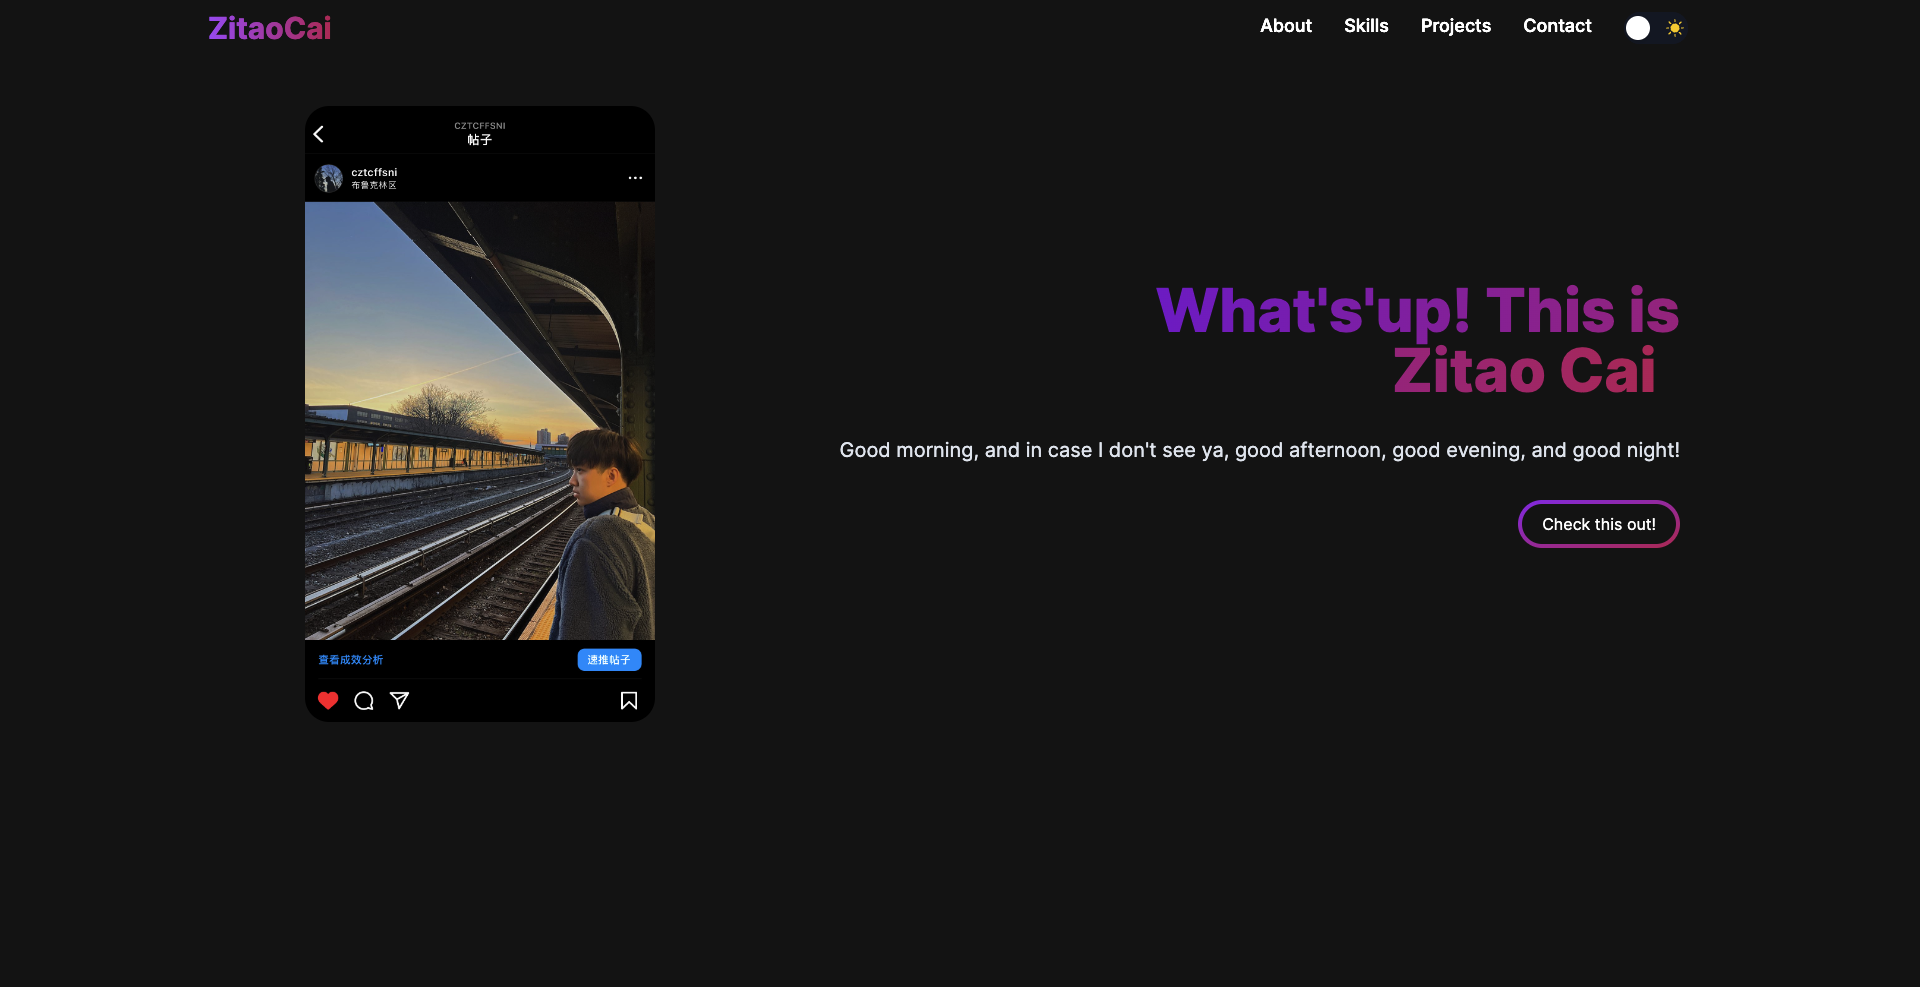 ZitaoCai
About Skills Projects Contact
CZTCFFSNI
帖子
cztcffsni
布鲁克林区
查看成效分析
速推帖子
What's'up! This is
Zitao Cai
Good morning, and in case I don't see ya, good afternoon, good evening, and good night!
Check this out!